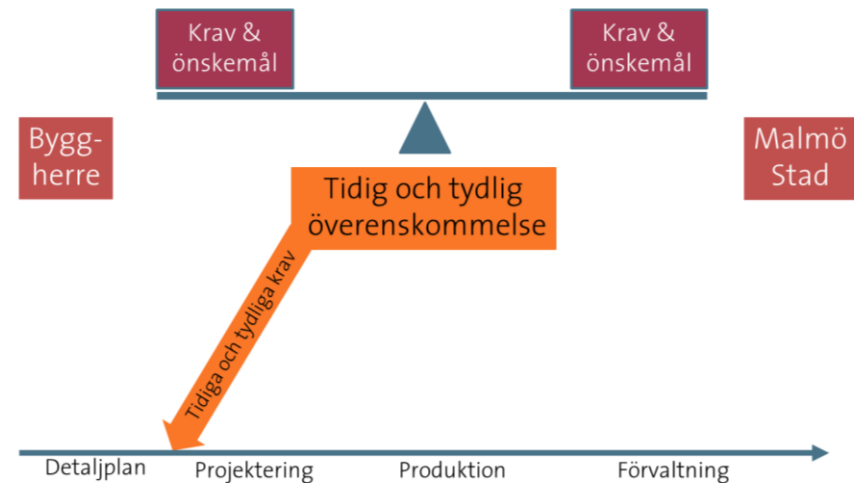 Krav &
önskemål
Krav &
önskemål
Bygg-
herre
Malmö
Stad
Tidig och tydlig
överenskommelse
Tidiga och tydliga krav
Detaljplan
Projektering
Produktion
Förvaltning